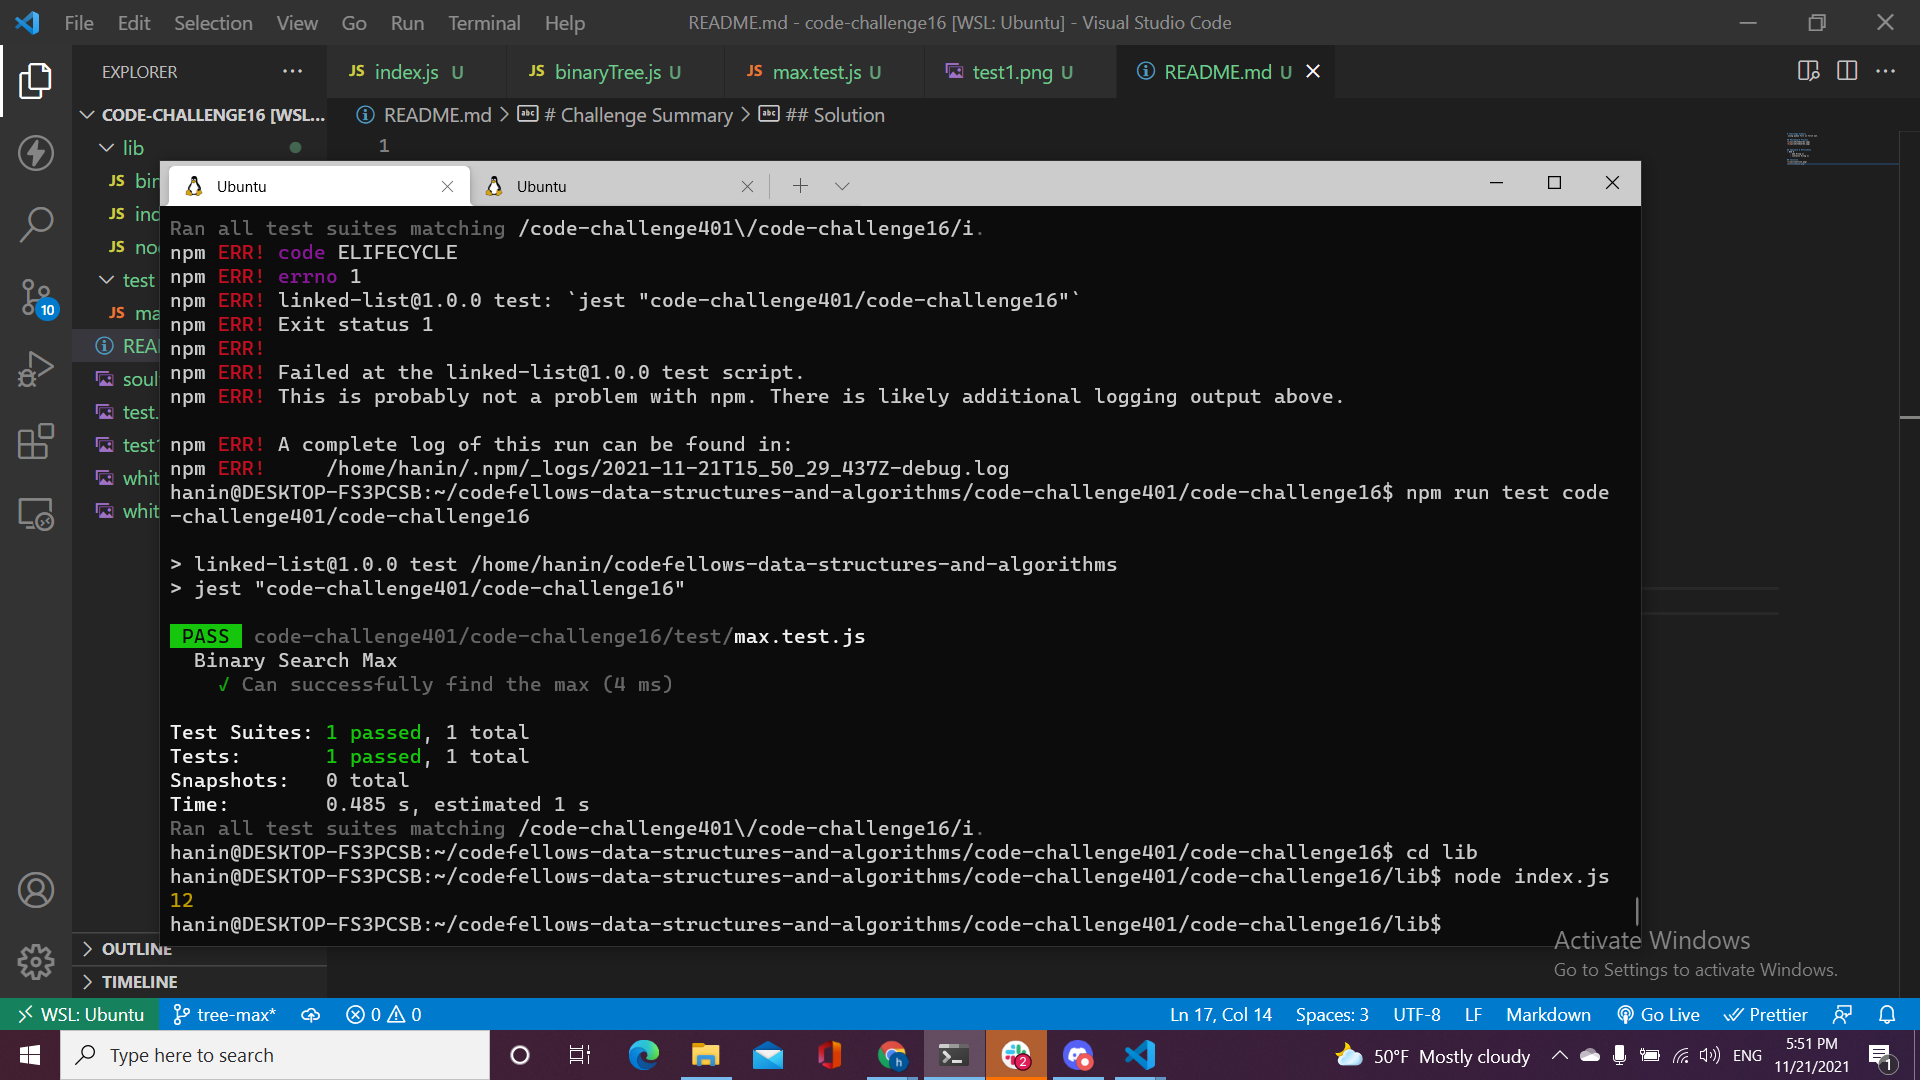 File Edit Selection View Go Run Terminal Help README.md - code-challenge16 [WSL: Ubuntu] - Visual Studio Code
EXPLORER ...
JS index.js U JS binaryTree.js U JS max.test.js U test1.png U README.md U
CODE-CHALLENGE16 [WSL...
README.md > # Challenge Summary > ## Solution
1
lib
JS bin
JS ind
JS no
test
JS ma
REA
soul
test.
test1
whit
whit
10
Ubuntu Ubuntu
Ran all test suites matching /code-challenge401\/code-challenge16/i.
npm ERR! code ELIFECYCLE
npm ERR! errno 1
npm ERR! linked-list@1.0.0 test: `jest "code-challenge401/code-challenge16"`
npm ERR! Exit status 1
npm ERR!
npm ERR! Failed at the linked-list@1.0.0 test script.
npm ERR! This is probably not a problem with npm. There is likely additional logging output above.
npm ERR! A complete log of this run can be found in:
npm ERR!     /home/hanin/.npm/_logs/2021-11-21T15_50_29_437Z-debug.log
hanin@DESKTOP-FS3PCSB:~/codefellows-data-structures-and-algorithms/code-challenge401/code-challenge16$ npm run test code
-challenge401/code-challenge16
> linked-list@1.0.0 test /home/hanin/codefellows-data-structures-and-algorithms
> jest "code-challenge401/code-challenge16"
PASS code-challenge401/code-challenge16/test/max.test.js
Binary Search Max
√ Can successfully find the max (4 ms)
Test Suites: 1 passed, 1 total
Tests: 1 passed, 1 total
Snapshots: 0 total
Time: 0.485 s, estimated 1 s
Ran all test suites matching /code-challenge401\/code-challenge16/i.
hanin@DESKTOP-FS3PCSB:~/codefellows-data-structures-and-algorithms/code-challenge401/code-challenge16$ cd lib
hanin@DESKTOP-FS3PCSB:~/codefellows-data-structures-and-algorithms/code-challenge401/code-challenge16/lib$ node index.js
12
hanin@DESKTOP-FS3PCSB:~/codefellows-data-structures-and-algorithms/code-challenge401/code-challenge16/lib$
Activate Windows
Go to Settings to activate Windows.
OUTLINE
TIMELINE
WSL: Ubuntu tree-max* 0 0 Ln 17, Col 14 Spaces: 3 UTF-8 LF Markdown Go Live Prettier
Type here to search 2 50°F Mostly cloudy ENG 5:51 PM
11/21/2021 1